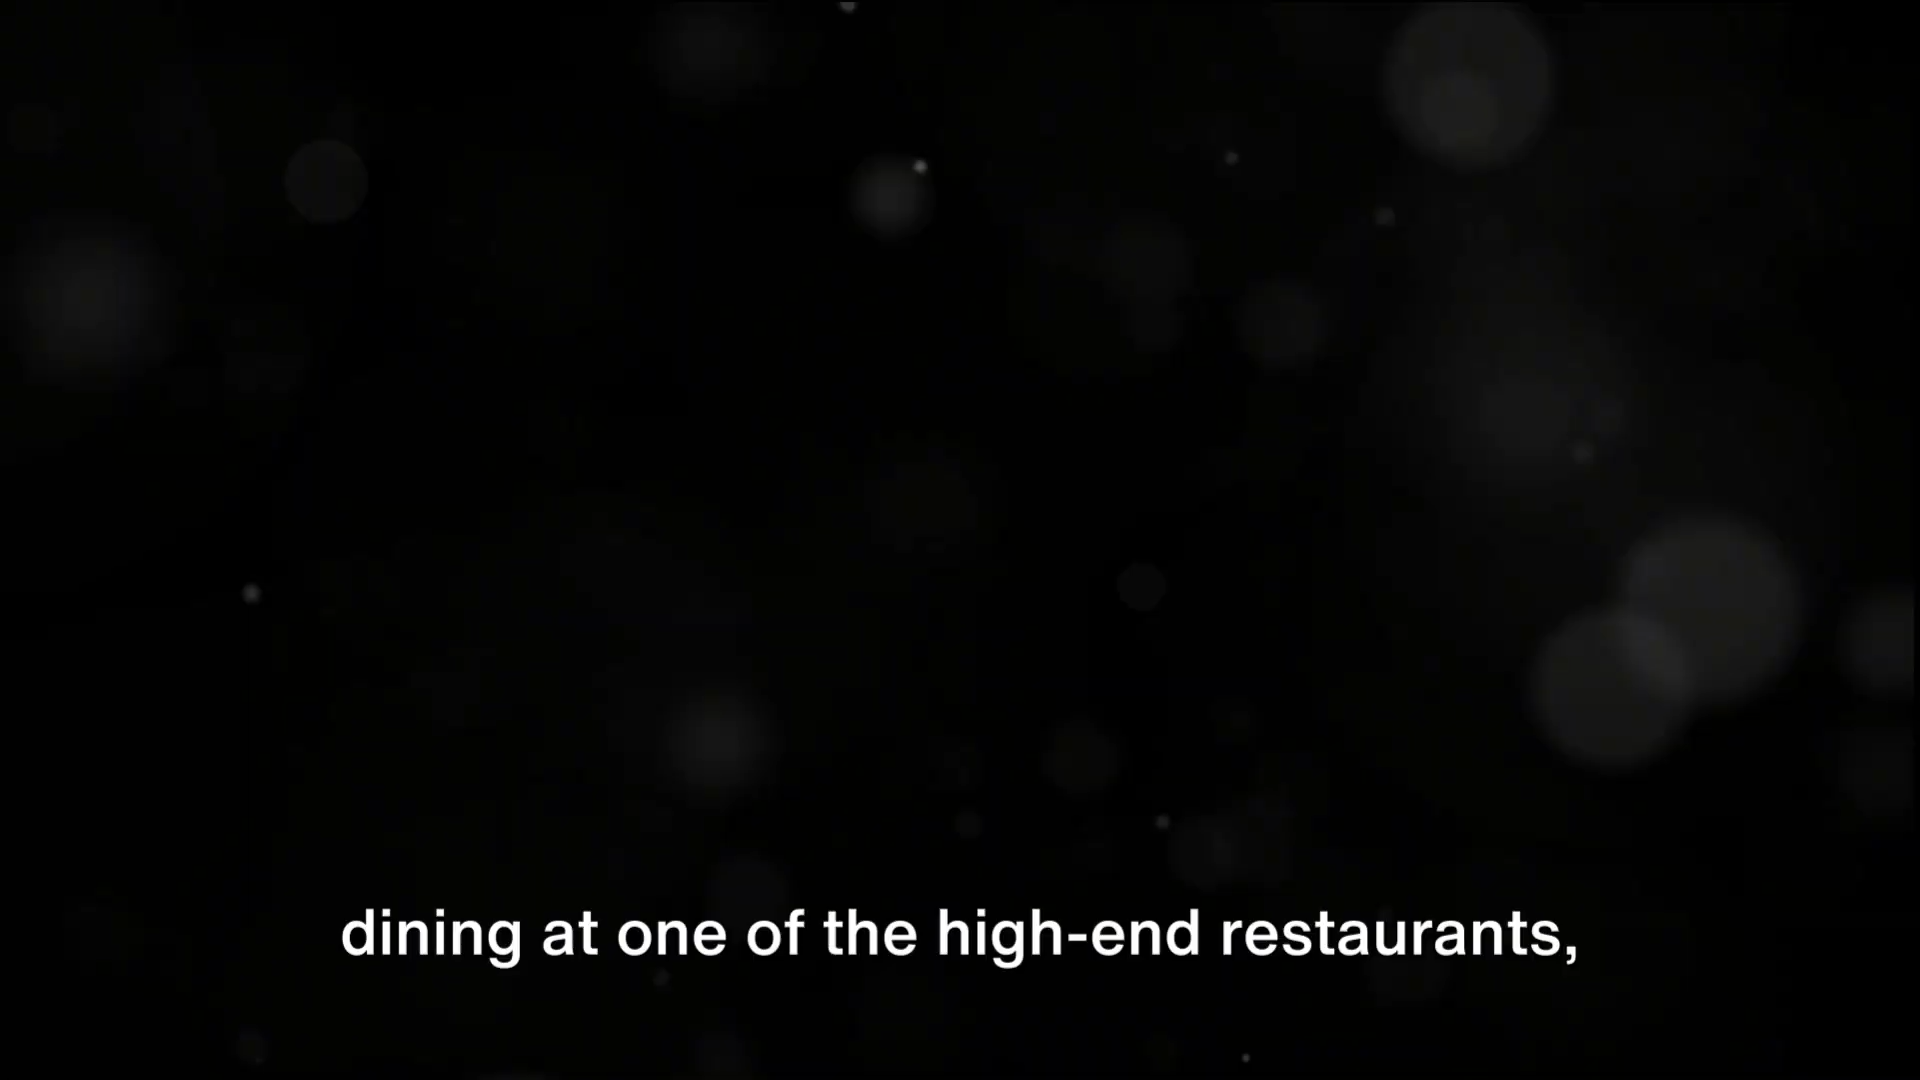 dining at one of the high-end restaurants,